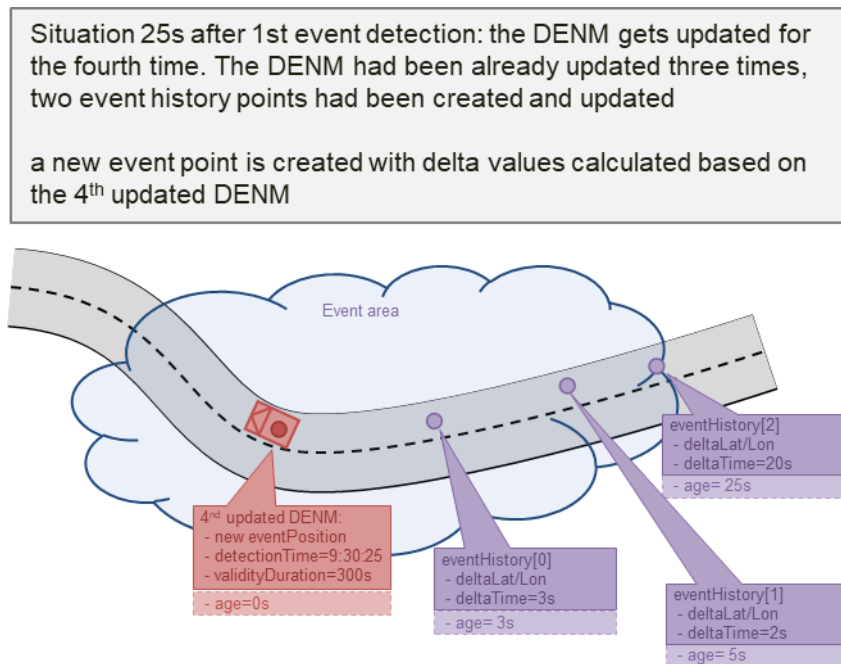 Situation 25s after 1st event detection: the DENM gets updated for
the fourth time. The DENM had been already updated three times,
two event history points had been created and updated
a new event point is created with delta values calculated based on
the 4th updated DENM
Event area
eventHistory[2]
- deltaLat/Lon
- deltaTime=20s
- age= 25s
4nd updated DENM:
- new eventPosition
- detectionTime=9:30:25
- validityDuration=300s
- age=0s
eventHistory[0]
- deltaLat/Lon
- deltaTime=3s
- age= 3s
eventHistory[1]
- deltaLat/Lon
- deltaTime=2s
- age= 5s